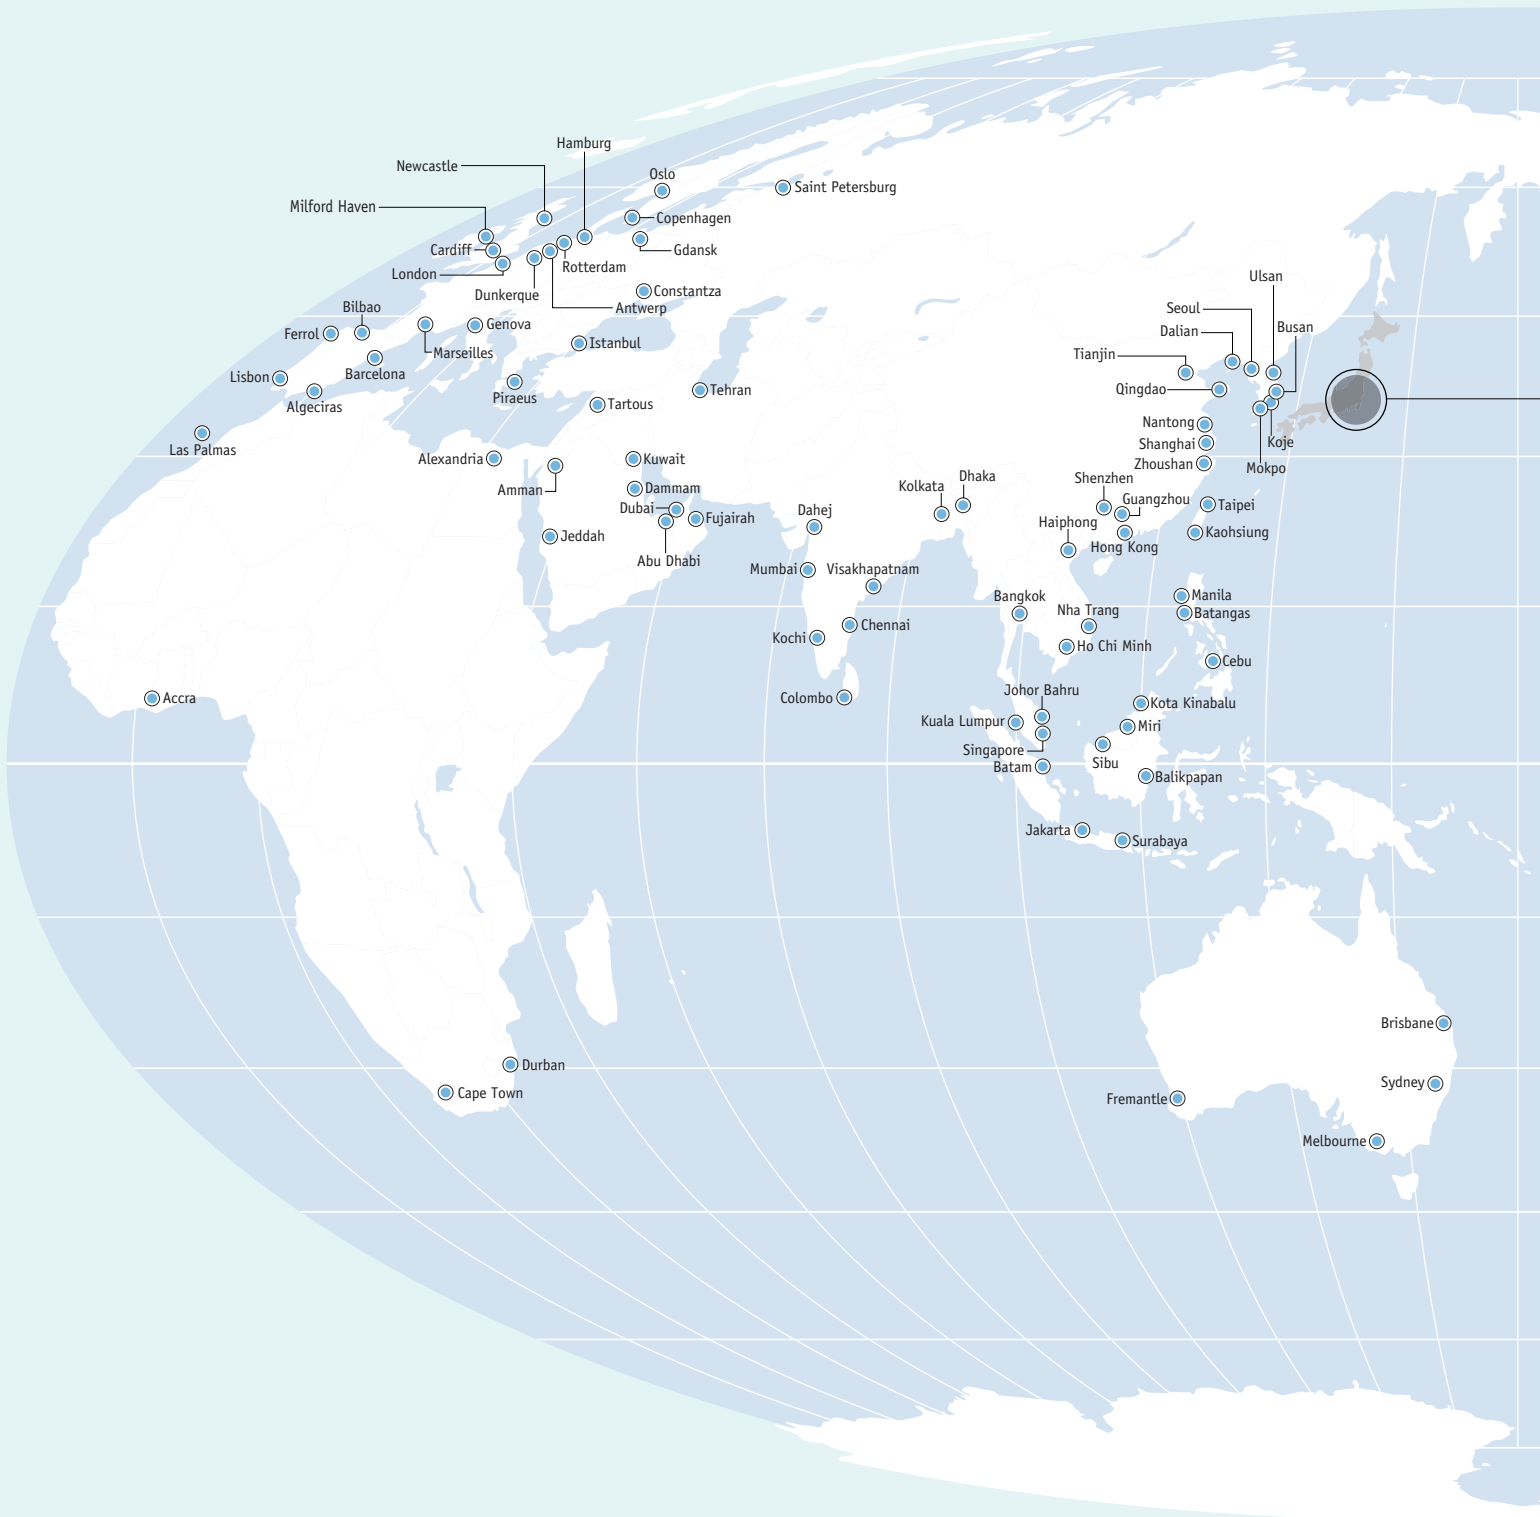 Hamburg
Newcastle
Oslo
Saint Petersburg
Milford Haven
Copenhagen
Cardiff
Gdansk
Rotterdam
London
Ulsan
Dunkerque
Constantza
Bilbao
Antwerp
Seoul
Genova
Busan
Ferrol
Dalian
Istanbul
Marseilles
Tianjin
Barcelona
Lisbon
Tehran
Qingdao
Piraeus
Algeciras
Tartous
Nantong
Koje
Shanghai
Las Palmas
Alexandria
Kuwait
Zhoushan
Mokpo
Dhaka
Shenzhen
Kolkata
Amman
Dammam
Guangzhou
Taipei
Dubai
Dahej
Fujairah
Haiphong
Kaohsiung
Jeddah
Hong Kong
Abu Dhabi
Mumbai
Visakhapatnam
Bangkok
Manila
Nha Trang
Batangas
Chennai
Kochi
Ho Chi Minh
Cebu
Johor Bahru
Accra
Colombo
Kota Kinabalu
Kuala Lumpur
Miri
Singapore
Sibu
Batam
Balikpapan
Jakarta
Surabaya
Brisbane
Durban
Sydney
Cape Town
Fremantle
Melbourne